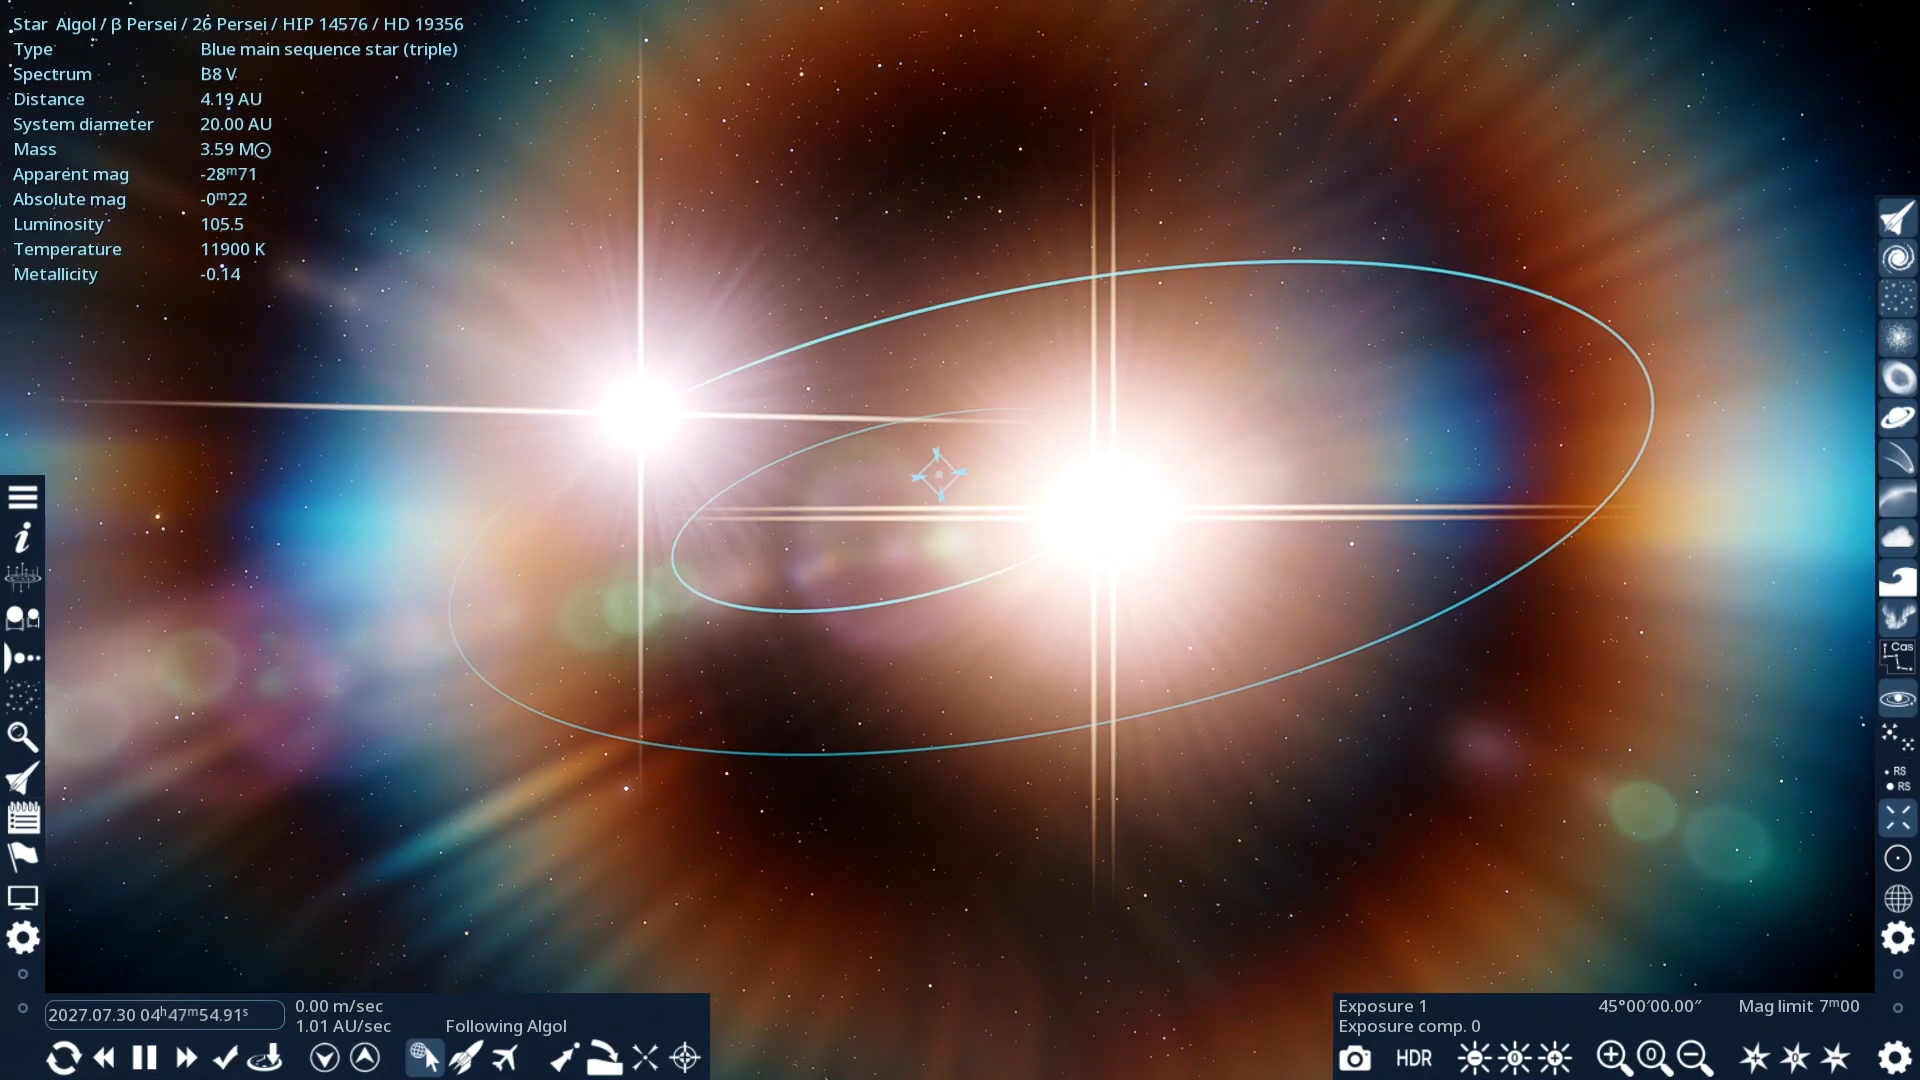 Star Algol / β Persei / 26 Persei / HIP 14576 / HD 19356
Type Blue main sequence star (triple)
Spectrum B8 V
Distance 4.19 AU
System diameter 20.00 AU
Mass 3.59 M☉
Apparent mag -28ᵐ71
Absolute mag -0ᵐ22
Luminosity 105.5
Temperature 11900 K
Metallicity -0.14
Cas
RS
RS
2027.07.30 04ʰ47ᵐ54.91ˢ
0.00 m/sec
1.01 AU/sec Following Algol
Exposure 1 45°00′00.00″ Mag limit 7ᵐ00
Exposure comp. 0
HDR
0
0
0